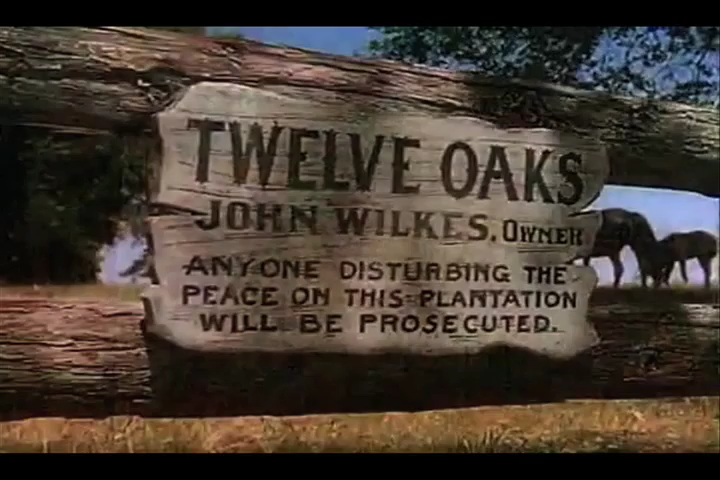 TWELVE OAKS
JOHN WILKES. OWNER
ANYONE DISTURBING THE
PEACE ON THIS PLANTATION
WILL BE PROSECUTED.